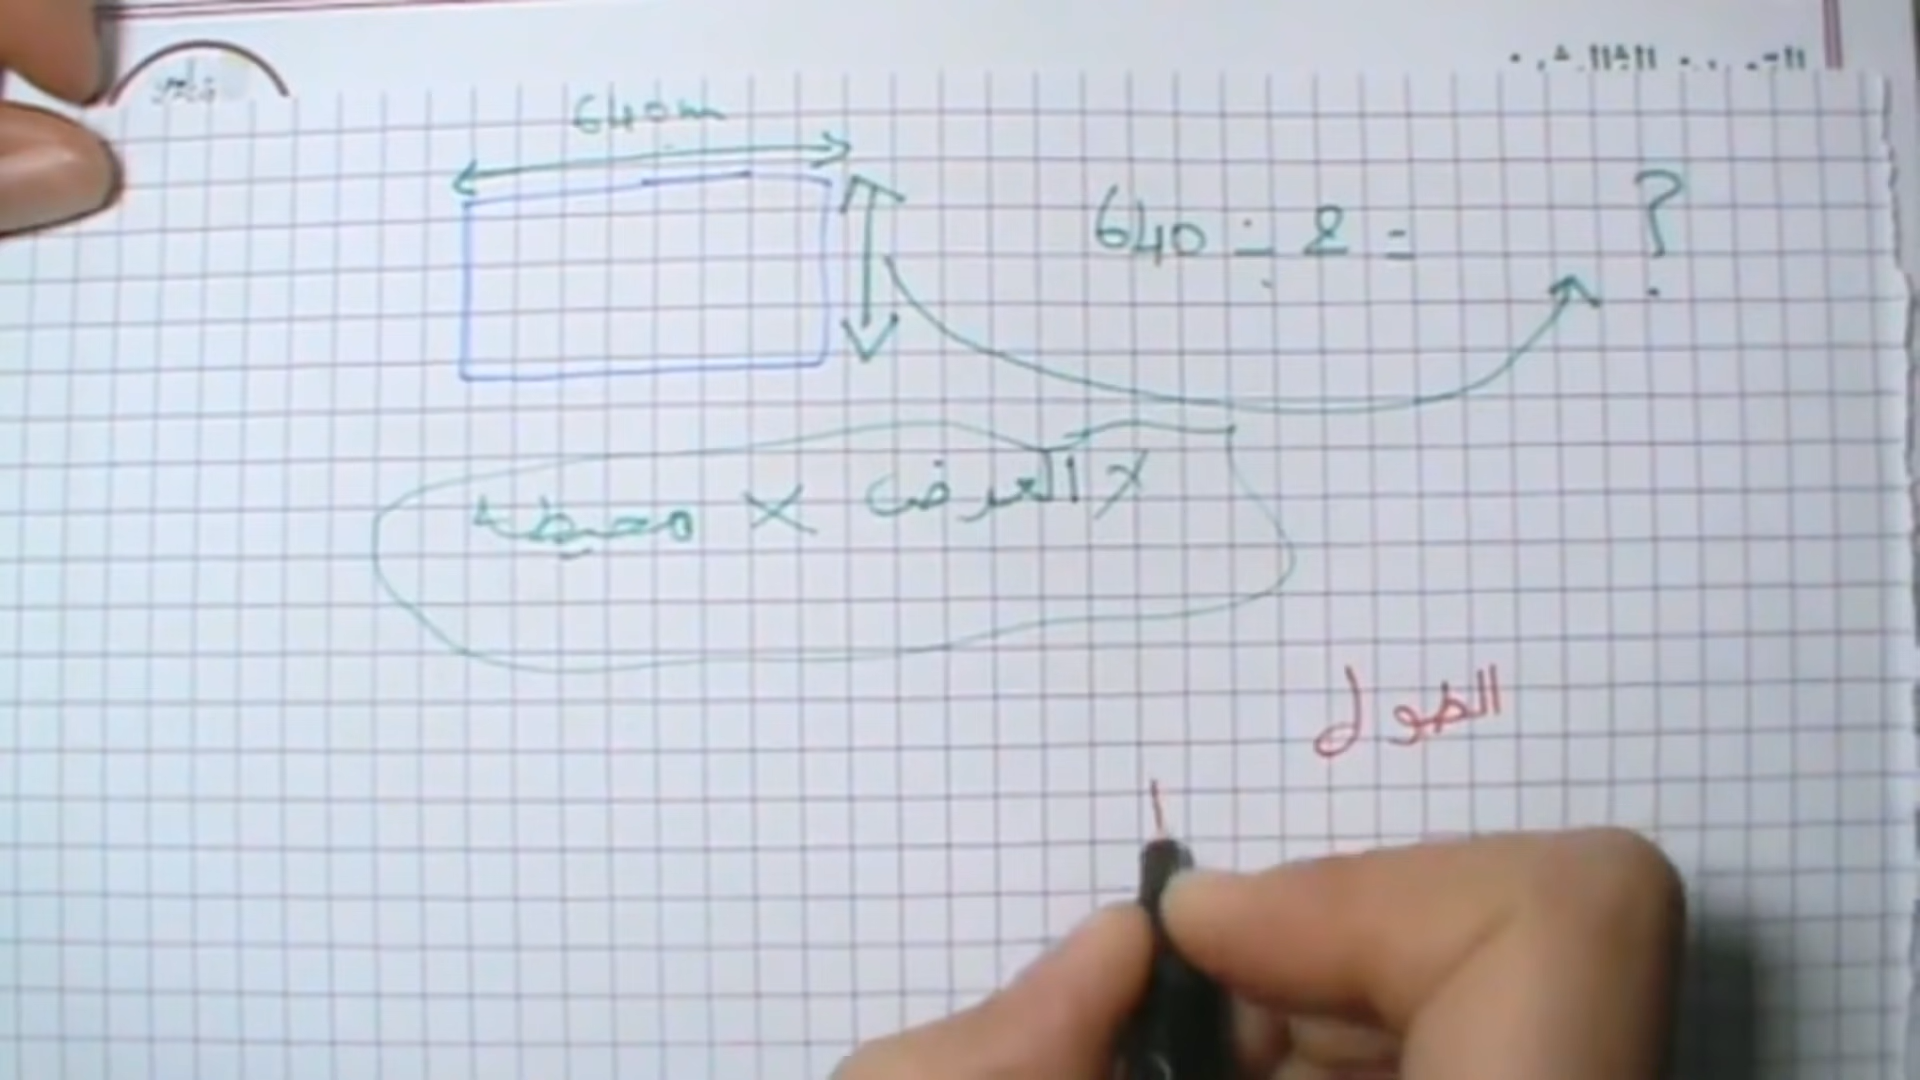 640m
640 ÷ 2 = ?
x العرض x محيطه
الطول